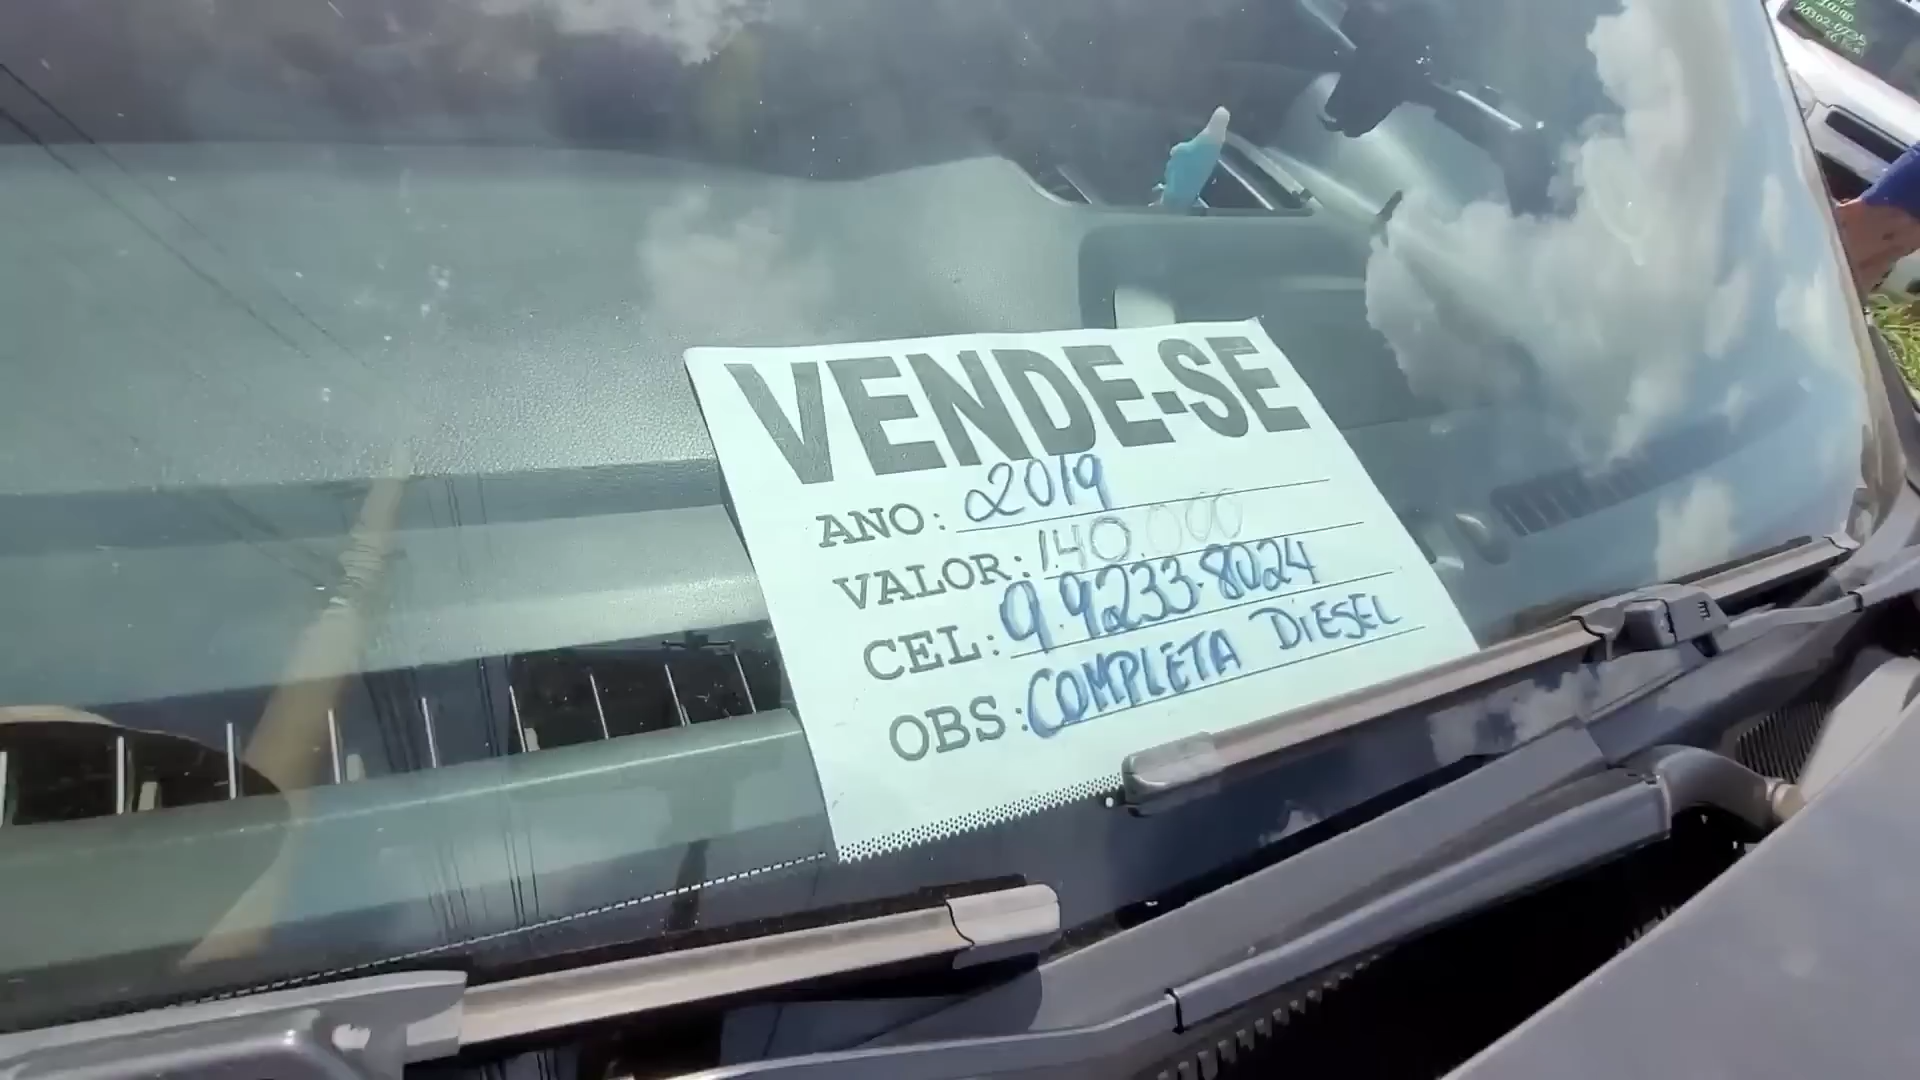 VENDE-SE
ANO: 2019
VALOR: 140.000
CEL: 9.9233-8024
OBS: COMPLETA DIESEL